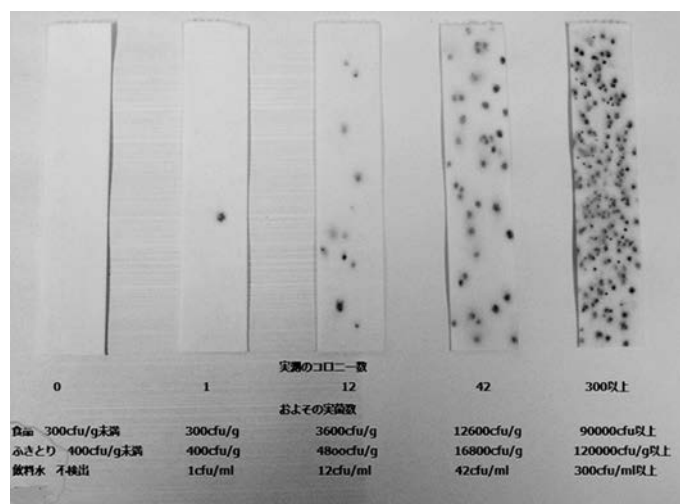 実測のコロニー数
0 1 12 42 300以上
およその実菌数
食品 300cfu/g未満 300cfu/g 3600cfu/g 12600cfu/g 90000cfu以上
ふきとり 400cfu/g未満 400cfu/g 48oocfu/g 16800cfu/g 120000cfu/g以上
飲料水 不検出 1cfu/ml 12cfu/ml 42cfu/ml 300cfu/ml以上